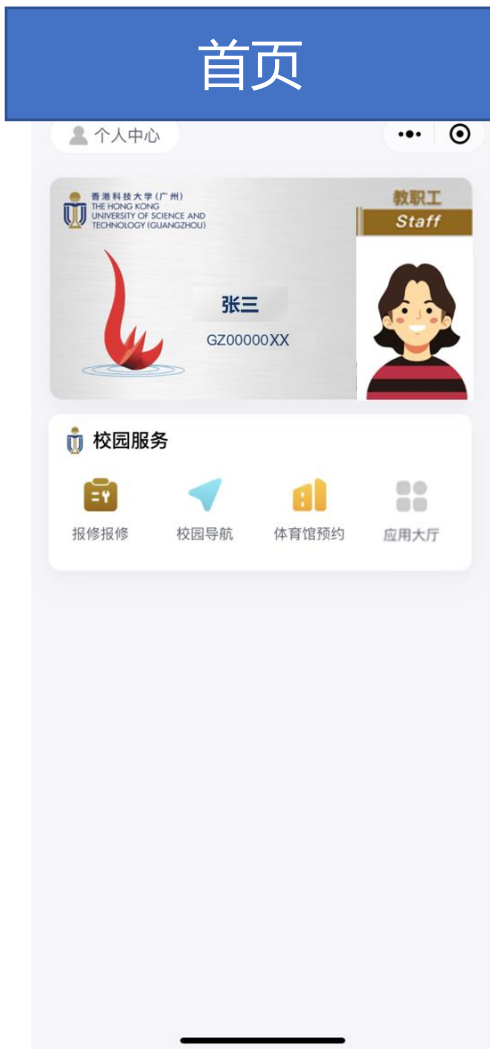 首页
个人中心
香港科技大学(广州)
THE HONG KONG
UNIVERSITY OF SCIENCE AND
TECHNOLOGY (GUANGZHOU)
教职工
Staff
张三
GZ00000XX
校园服务
报修报修
校园导航
体育馆预约
应用大厅